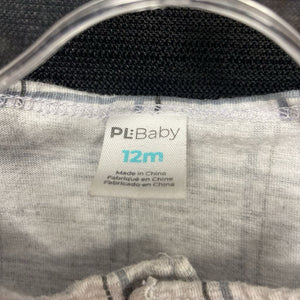 PL:Baby
12m
Made in China
Fabriqué en Chine
Fabricado en China